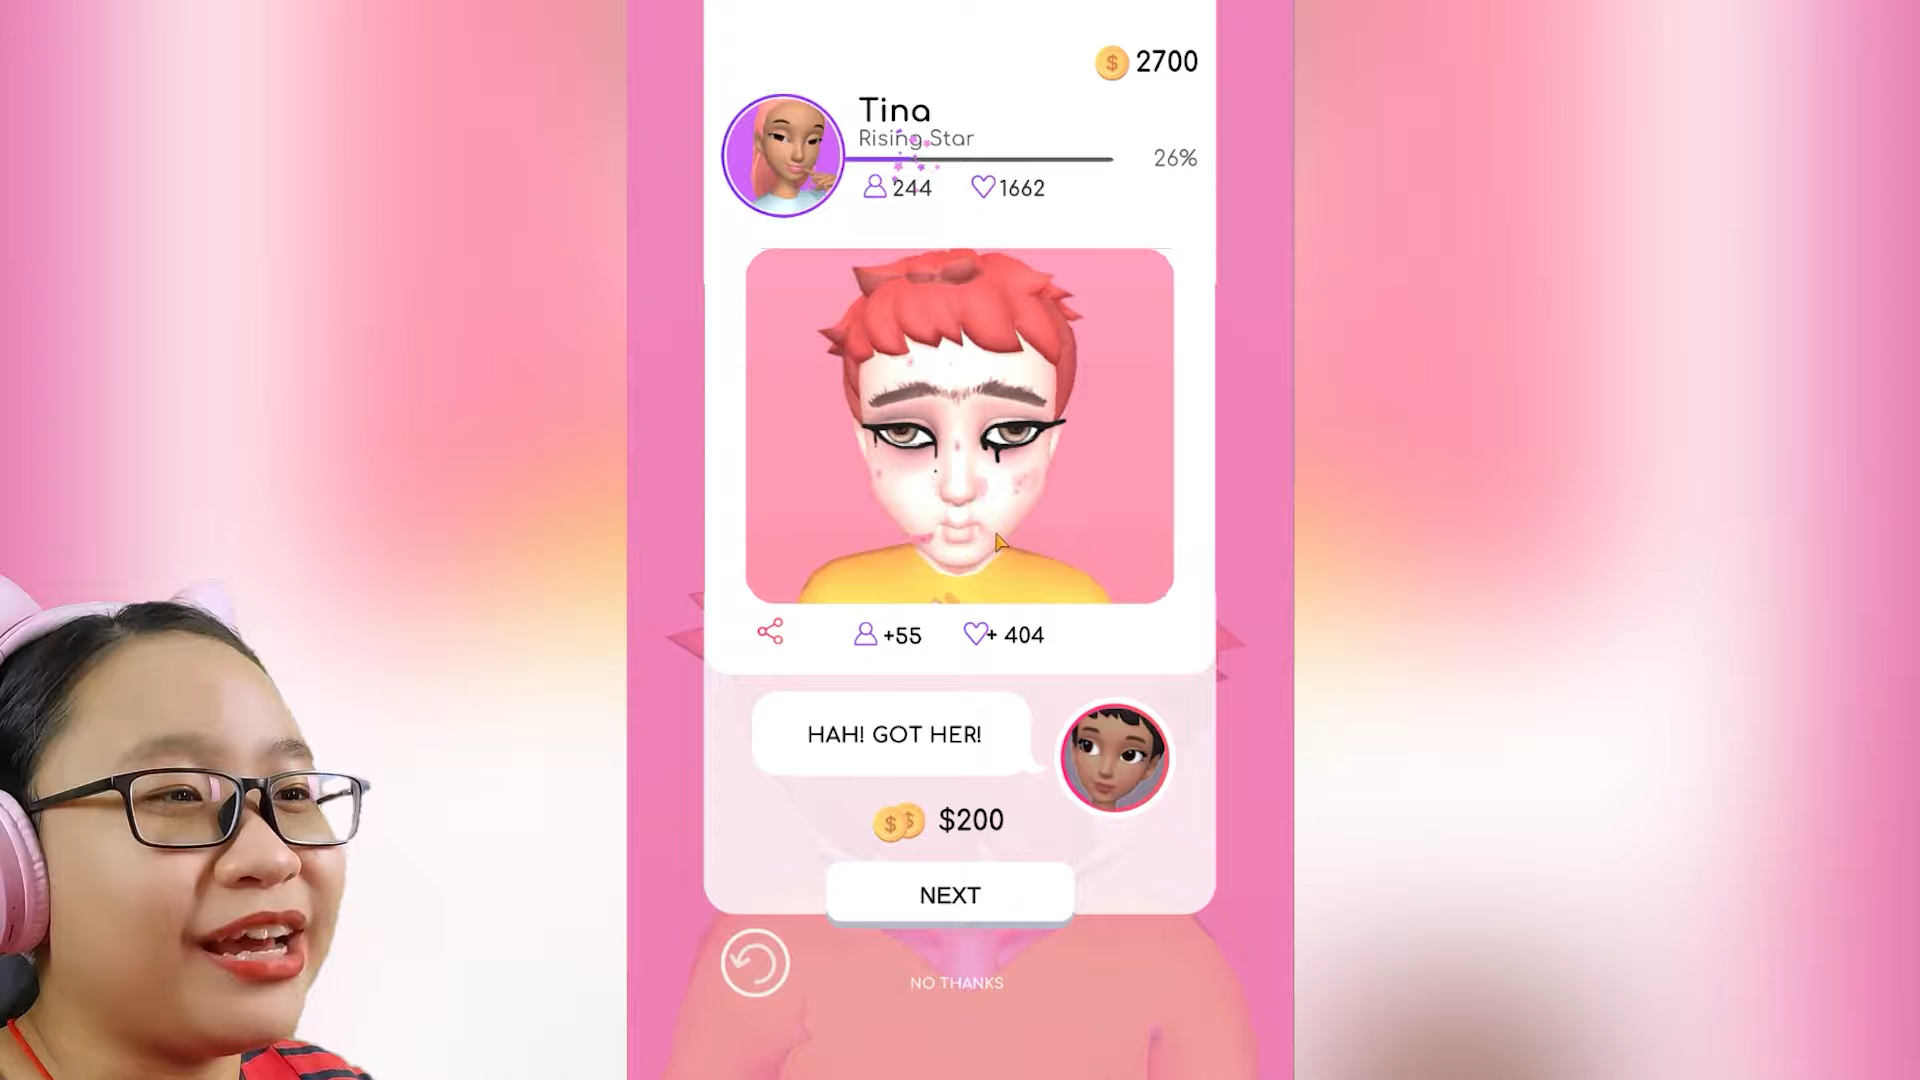 2700
Tina
Rising Star
26%
244 1662
+55 + 404
HAH! GOT HER!
$200
NEXT
NO THANKS